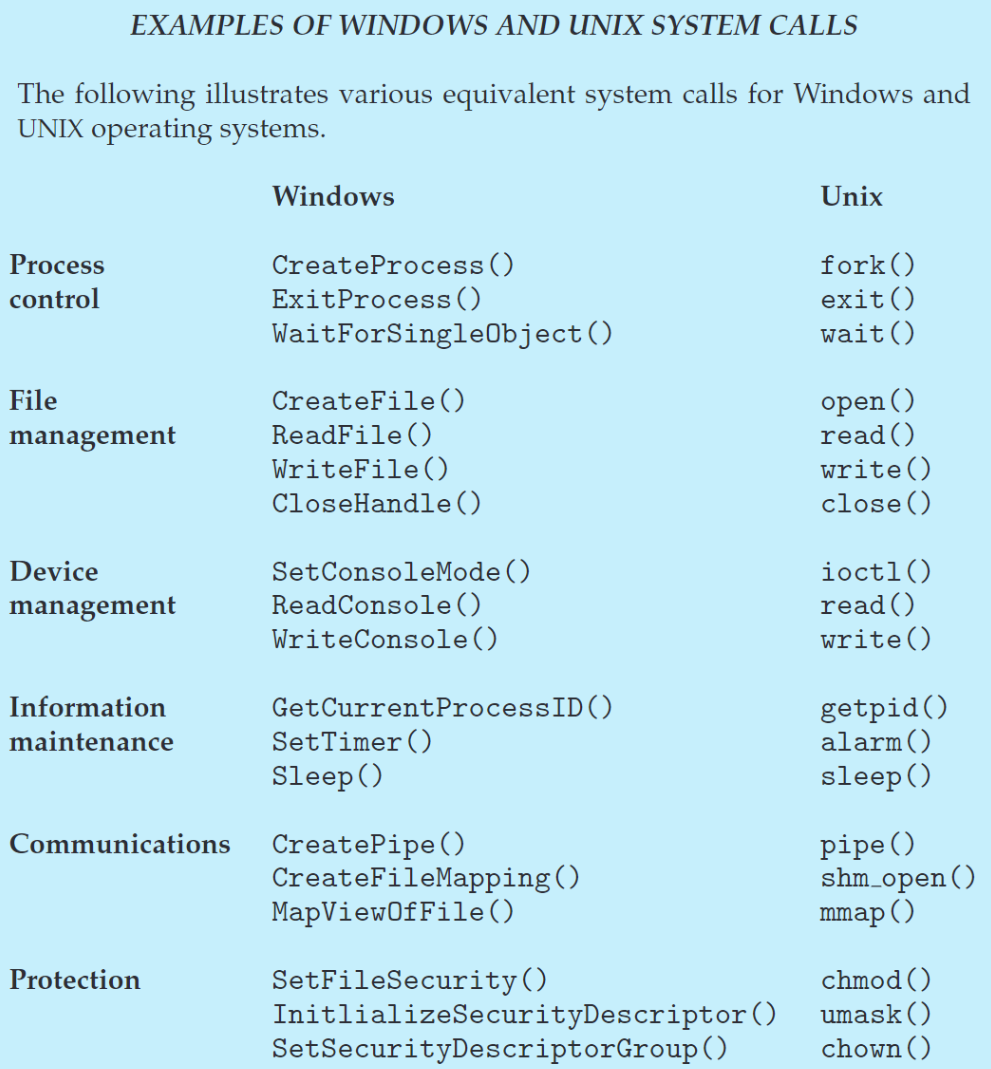 EXAMPLES OF WINDOWS AND UNIX SYSTEM CALLS
The following illustrates various equivalent system calls for Windows and
UNIX operating systems.
Windows Unix
Process CreateProcess() fork()
control ExitProcess() exit()
WaitForSingleObject() wait()
File CreateFile() open()
management ReadFile() read()
WriteFile() write()
CloseHandle() close()
Device SetConsoleMode() ioctl()
management ReadConsole() read()
WriteConsole() write()
Information GetCurrentProcessID() getpid()
maintenance SetTimer() alarm()
Sleep() sleep()
Communications CreatePipe() pipe()
CreateFileMapping() shm_open()
MapViewOfFile() mmap()
Protection SetFileSecurity() chmod()
InitlializeSecurityDescriptor() umask()
SetSecurityDescriptorGroup() chown()